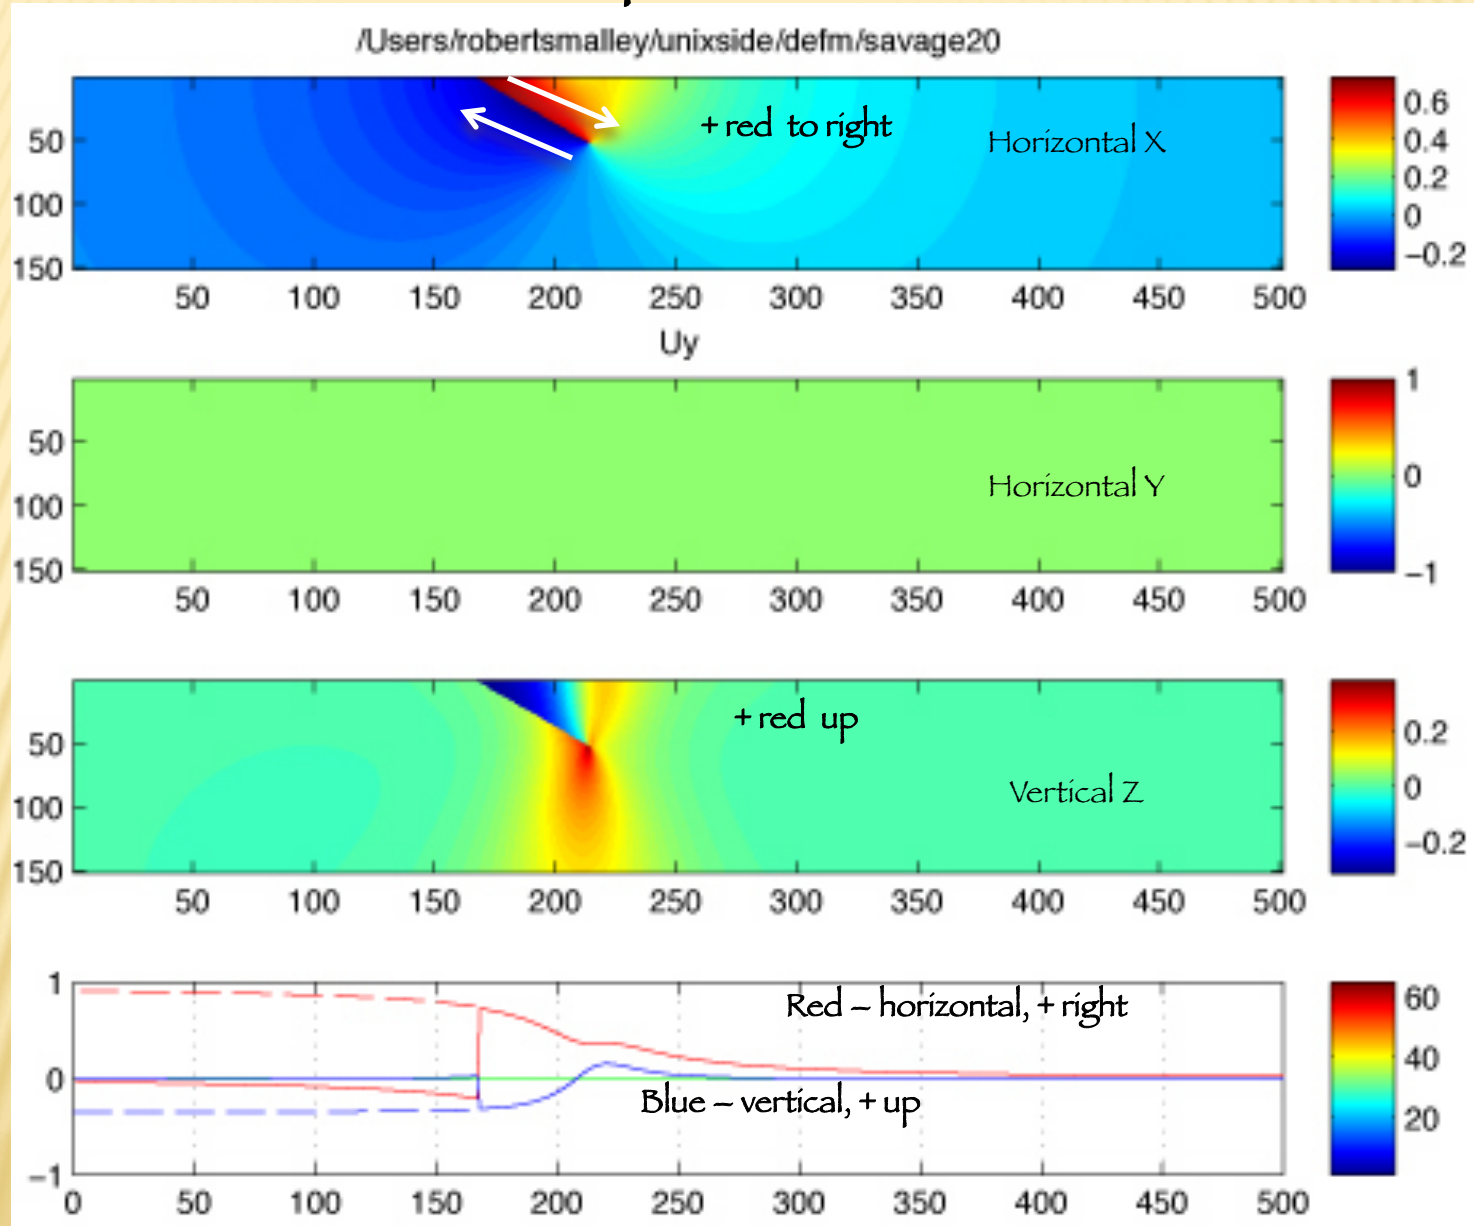 /Users/robertsmalley/unixside/defm/savage20
+ red to right
Horizontal X
50
100
150
50 100 150 200 250 300 350 400 450 500
0.6
0.4
0.2
0
−0.2
Uy
Horizontal Y
50
100
150
50 100 150 200 250 300 350 400 450 500
1
0
−1
+ red up
Vertical Z
50
100
150
50 100 150 200 250 300 350 400 450 500
0.2
0
−0.2
Red – horizontal, + right
Blue – vertical, + up
1
0
−1
0 50 100 150 200 250 300 350 400 450 500
60
40
20